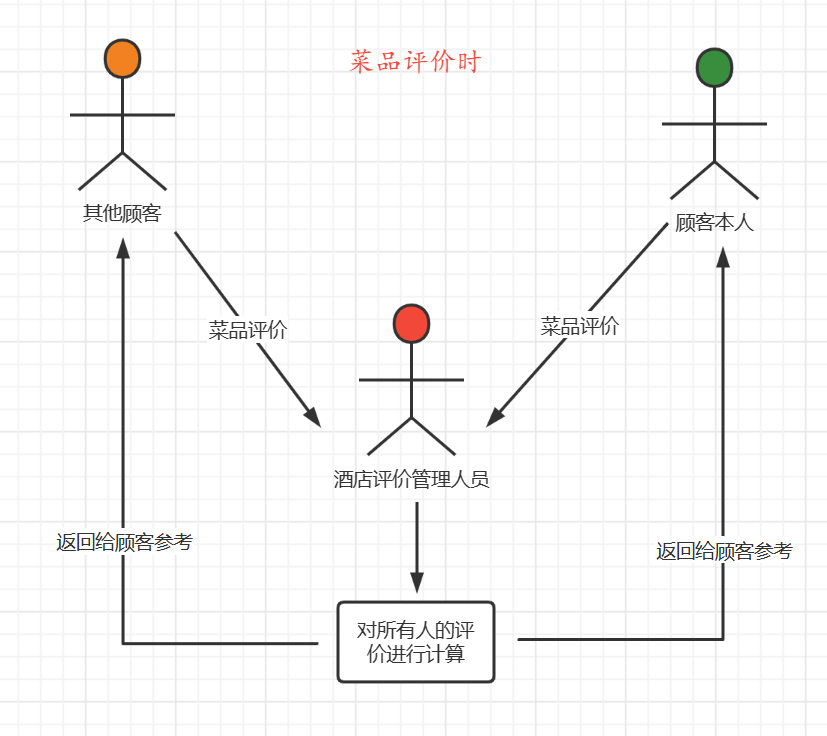 菜品评价时
其他顾客
顾客本人
菜品评价
菜品评价
酒店评价管理人员
返回给顾客参考
返回给顾客参考
对所有人的评
价进行计算